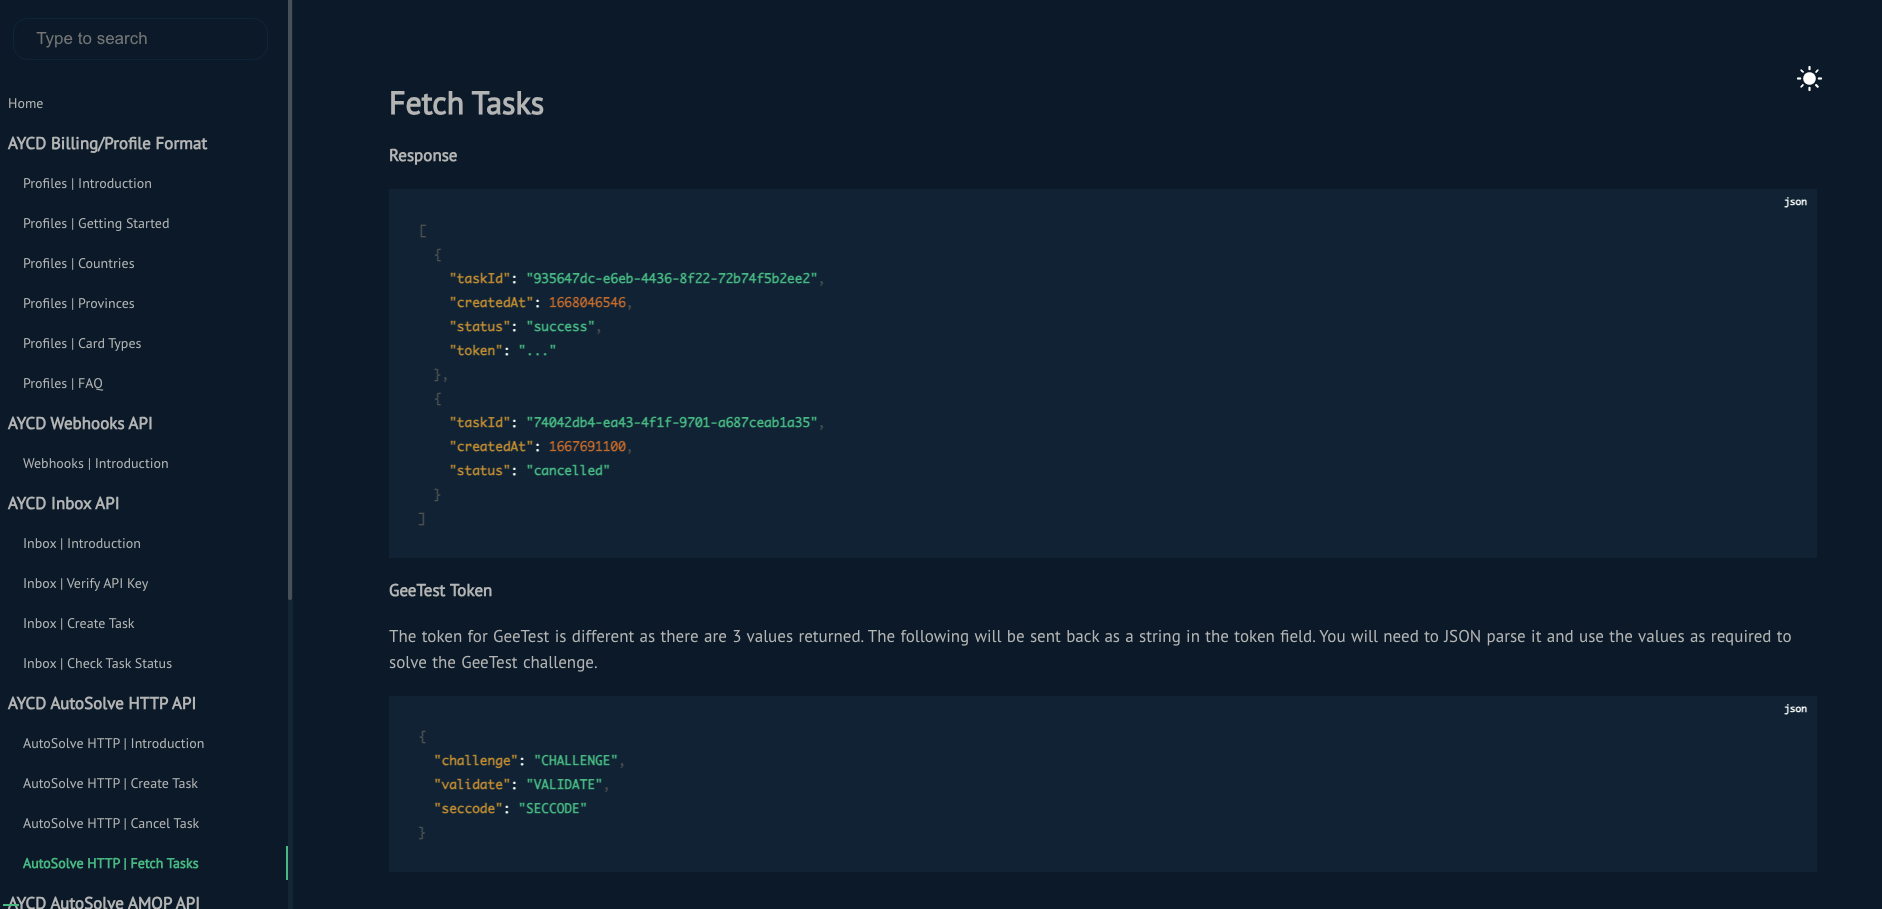 Type to search
Home
AYCD Billing/Profile Format
Profiles | Introduction
Profiles | Getting Started
Profiles | Countries
Profiles | Provinces
Profiles | Card Types
Profiles | FAQ
AYCD Webhooks API
Webhooks | Introduction
AYCD Inbox API
Inbox | Introduction
Inbox | Verify API Key
Inbox | Create Task
Inbox | Check Task Status
AYCD AutoSolve HTTP API
AutoSolve HTTP | Introduction
AutoSolve HTTP | Create Task
AutoSolve HTTP | Cancel Task
AutoSolve HTTP | Fetch Tasks
AYCD AutoSolve AMQP API
Fetch Tasks
Response
json
[
{
"taskId": "935647dc-e6eb-4436-8f22-72b74f5b2ee2",
"createdAt": 1668046546,
"status": "success",
"token": "..."
},
{
"taskId": "74042db4-ea43-4f1f-9701-a687ceab1a35",
"createdAt": 1667691100,
"status": "cancelled"
}
]
GeeTest Token
The token for GeeTest is different as there are 3 values returned. The following will be sent back as a string in the token field. You will need to JSON parse it and use the values as required to
solve the GeeTest challenge.
json
{
"challenge": "CHALLENGE",
"validate": "VALIDATE",
"seccode": "SECCODE"
}